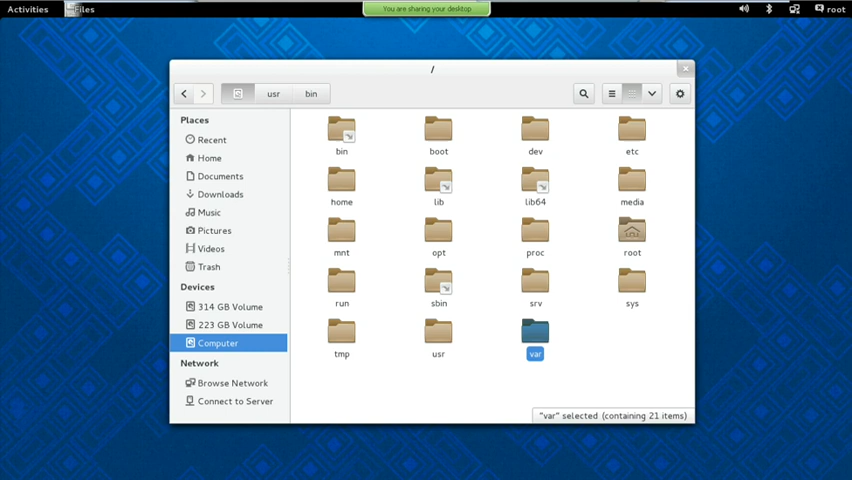 Activities Files You are sharing your desktop root
/
usr bin
Places
Recent
Home
Documents
Downloads
Music
Pictures
Videos
Trash
Devices
314 GB Volume
223 GB Volume
Computer
Network
Browse Network
Connect to Server
bin boot dev etc
home lib lib64 media
mnt opt proc root
run sbin srv sys
tmp usr var
"var" selected (containing 21 items)